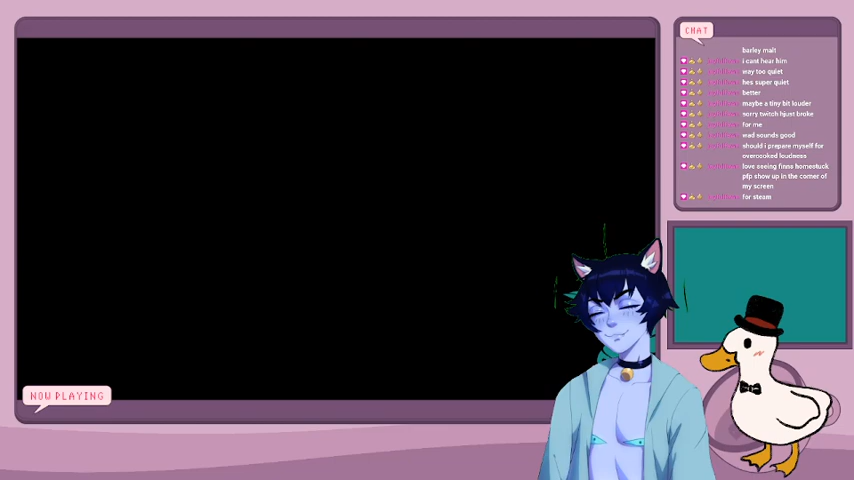 CHAT
barley malt
i cant hear him
way too quiet
hes super quiet
better
maybe a tiny bit louder
sorry twitch hjust broke
for me
wad sounds good
should i prepare myself for
overcooked loudness
love seeing finns homestuck
pfp show up in the corner of
my screen
for steam
NOW PLAYING